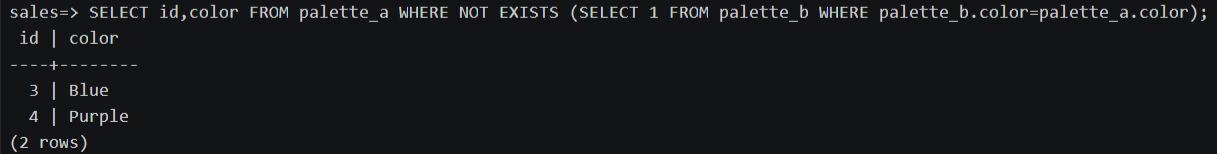 sales=> SELECT id,color FROM palette_a WHERE NOT EXISTS (SELECT 1 FROM palette_b WHERE palette_b.color=palette_a.color);
 id | color
----+--------
  3 | Blue
  4 | Purple
(2 rows)